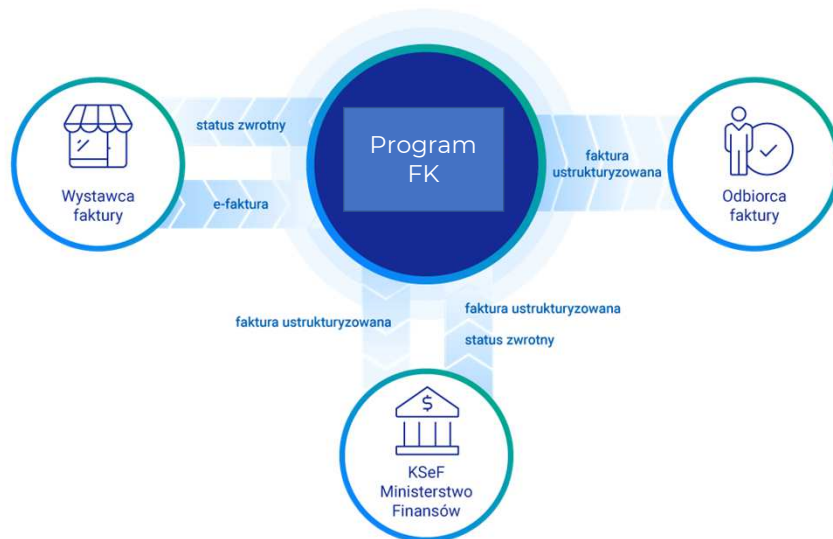 Program
FK
status zwrotny
e-faktura
Wystawca
faktury
faktura
ustrukturyzowana
Odbiorca
faktury
faktura ustrukturyzowana
faktura ustrukturyzowana
status zwrotny
$
KSeF
Ministerstwo
Finansów